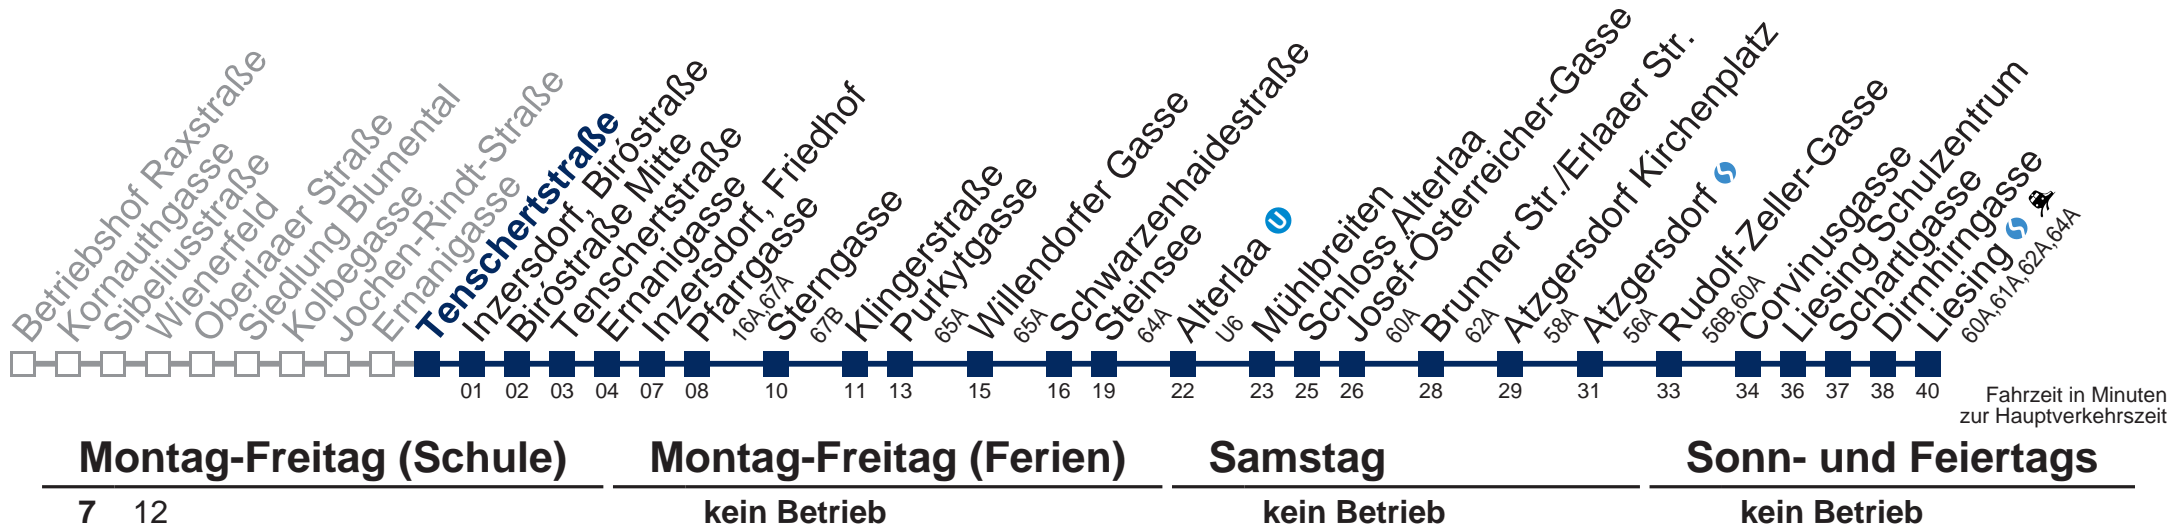 Betriebshof Raxstraße
Kornauthgasse
Sibeliusstraße
Wienerfeld
Oberlaaer Straße
Siedlung Blumental
Kolbegasse
Jochen-Rindt-Straße
Ernanigasse
Tenschertstraße
Inzersdorf, Biróstraße
Biróstraße Mitte
Tenschertstraße
Ernanigasse
Inzersdorf, Friedhof
Pfarrgasse
16A,67A
Sterngasse
67B
Klingerstraße
Purkytgasse
65A
Willendorfer Gasse
65A
Schwarzenhaidestraße
Steinsee
64A
Alterlaa U
U6
Mühlbreiten
Schloss Alterlaa
Josef-Österreicher-Gasse
60A
Brunner Str./Erlaaer Str.
62A
Atzgersdorf Kirchenplatz
58A
Atzgersdorf
56A
Rudolf-Zeller-Gasse
56B,60A
Corvinusgasse
Liesing Schulzentrum
Schartlgasse
Dirmhirngasse
Liesing
60A,61A,62A,64A
01 02 03 04 07 08 10 11 13 15 16 19 22 23 25 26 28 29 31 33 34 36 37 38 40
Fahrzeit in Minuten
zur Hauptverkehrszeit
Montag-Freitag (Schule) Montag-Freitag (Ferien) Samstag Sonn- und Feiertags
7 12 kein Betrieb kein Betrieb kein Betrieb